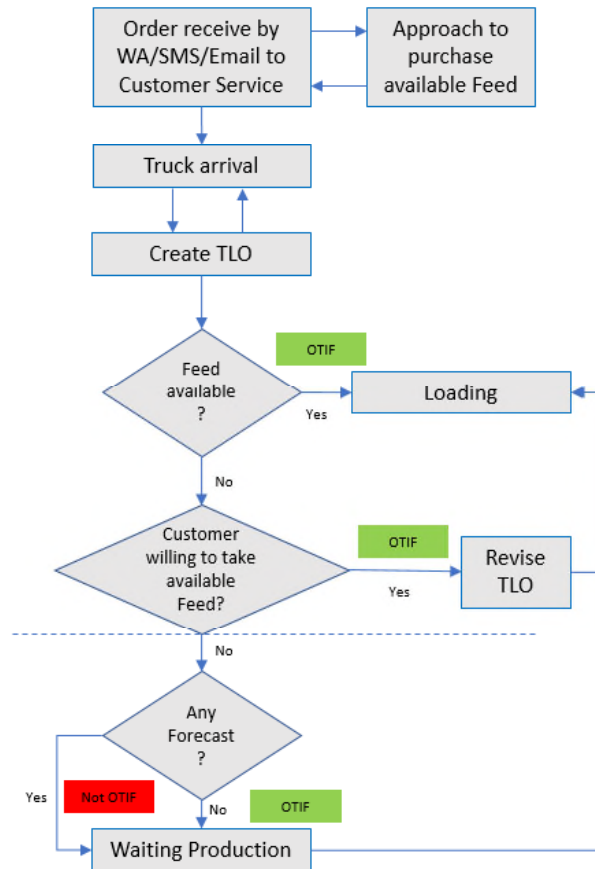 Order receive by
WA/SMS/Email to
Customer Service
Approach to
purchase
available Feed
Truck arrival
Create TLO
Feed
available
?
OTIF
Yes
Loading
No
Customer
willing to take
available
Feed?
OTIF
Yes
Revise
TLO
No
Any
Forecast
?
Yes
Not OTIF
No
OTIF
Waiting Production